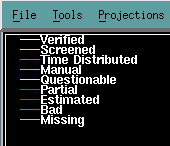 File Tools Projections
Verified
Screened
Time Distributed
Manual
Questionable
Partial
Estimated
Bad
Missing